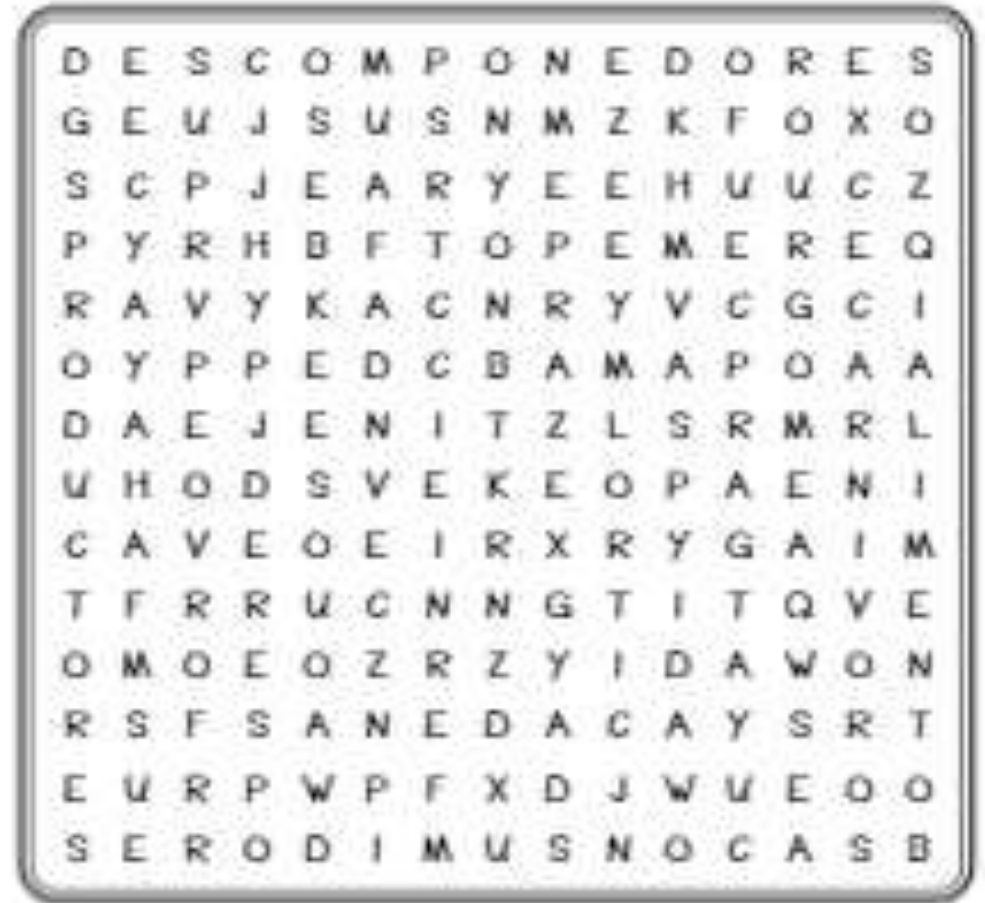 D E S C O M P O N E D O R E S
G E U J S U S N M Z K F O X O
S C P J E A R Y E E H U U C Z
P Y R H B F T O P E M E R E Q
R A V Y K A C N R Y V C G C I
O Y P P E D C B A M A P O A A
D A E J E N I T Z L S R M R L
U H O D S V E K E O P A E N I
C A V E O E I R X R Y G A I M
T F R R U C N N G T I T Q V E
O M O E O Z R Z Y I D A W O N
R S F S A N E D A C A Y S R T
E U R P W P F X D J W U E O O
S E R O D I M U S N O C A S B